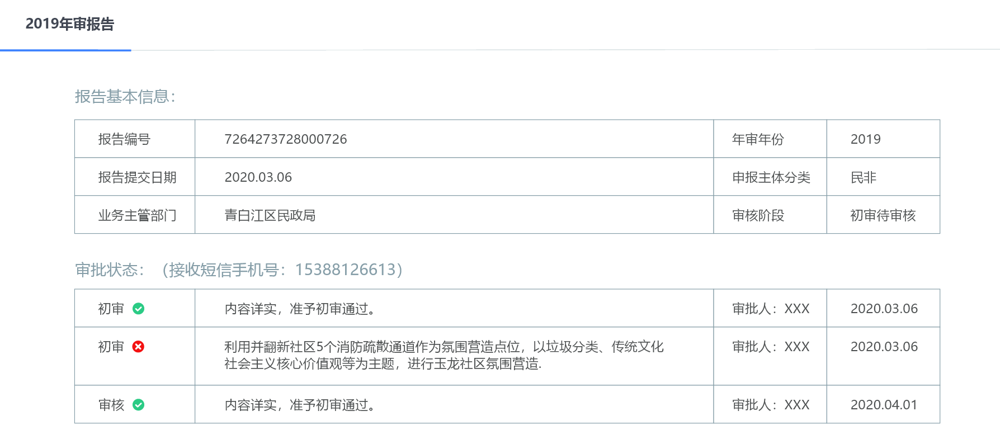 2019年审报告
报告基本信息：
报告编号 7264273728000726 年审年份 2019
报告提交日期 2020.03.06 申报主体分类 民非
业务主管部门 青白江区民政局 审核阶段 初审待审核
审批状态：（接收短信手机号：15388126613）
初审 内容详实，准予初审通过。 审批人：XXX 2020.03.06
初审 利用并翻新社区5个消防疏散通道作为氛围营造点位，以垃圾分类、传统文化 审批人：XXX 2020.03.06
社会主义核心价值观等为主题，进行玉龙社区氛围营造.
审核 内容详实，准予初审通过。 审批人：XXX 2020.04.01